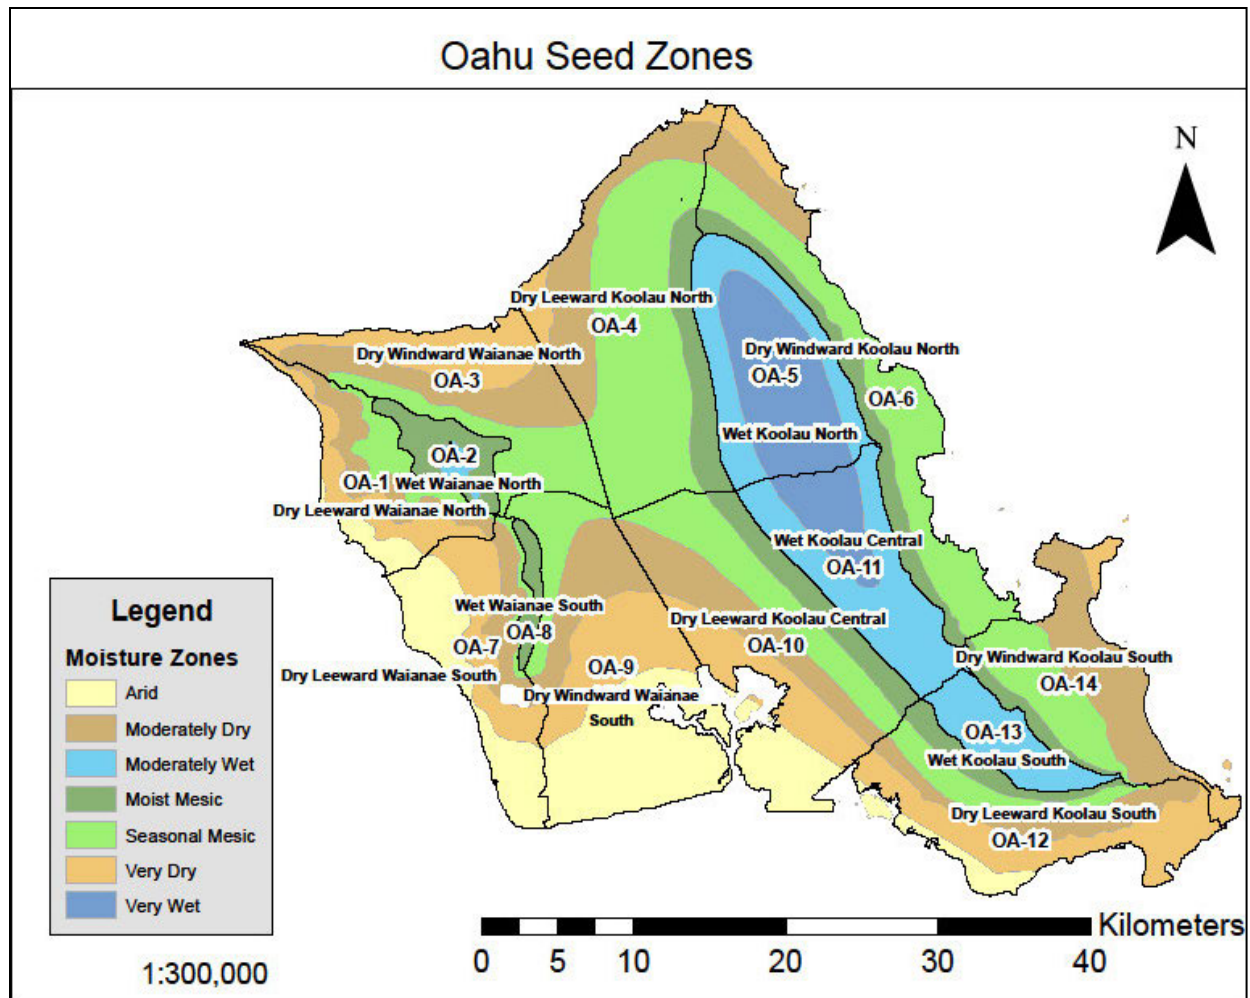 Oahu Seed Zones
N
Dry Leeward Koolau North
OA-4
Dry Windward Waianae North
OA-3
Dry Windward Koolau North
OA-5
OA-6
Wet Koolau North
OA-2
OA-1
Wet Waianae North
Dry Leeward Waianae North
Wet Koolau Central
OA-11
Wet Waianae South
OA-8
OA-7
Dry Leeward Waianae South
Dry Leeward Koolau Central
OA-10
OA-9
Dry Windward Waianae
South
Dry Windward Koolau South
OA-14
OA-13
Wet Koolau South
Dry Leeward Koolau South
OA-12
Legend
Moisture Zones
Arid
Moderately Dry
Moderately Wet
Moist Mesic
Seasonal Mesic
Very Dry
Very Wet
1:300,000
Kilometers
0 5 10 20 30 40